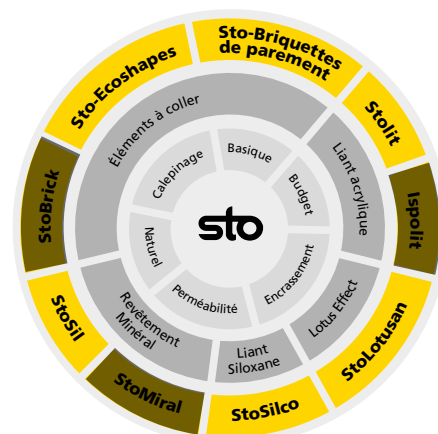 Sto-Briquettes
de parement
Stolit
Ispolit
StoLotusan
StoSilco
StoMiral
StoSil
StoBrick
Sto-Ecoshapes
Éléments à coller
Liant acrylique
Lotus Effect
Liant
Siloxane
Revêtement
Minéral
Basique
Budget
Encrassement
Perméabilité
Naturel
Calepinage
sto